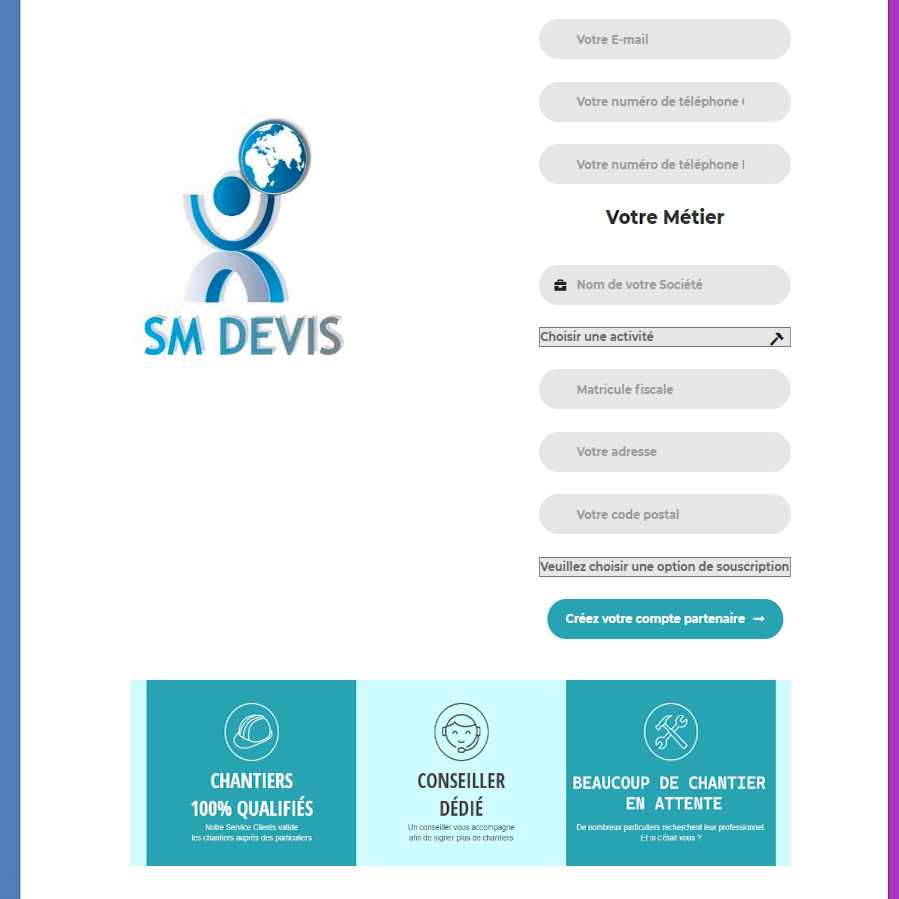 Votre E-mail
Votre numéro de téléphone
Votre numéro de téléphone
Votre Métier
Nom de votre Société
Choisir une activité
Matricule fiscale
Votre adresse
Votre code postal
Veuillez choisir une option de souscription
Créez votre compte partenaire
SM DEVIS
CHANTIERS
100% QUALIFIÉS
Notre Service Clients valide
les chantiers auprès des particuliers
CONSEILLER
DÉDIÉ
Un conseiller vous accompagne
afin de signer plus de chantiers
BEAUCOUP DE CHANTIER
EN ATTENTE
De nombreux particuliers recherchent leur professionnel.
Et si c'était vous ?